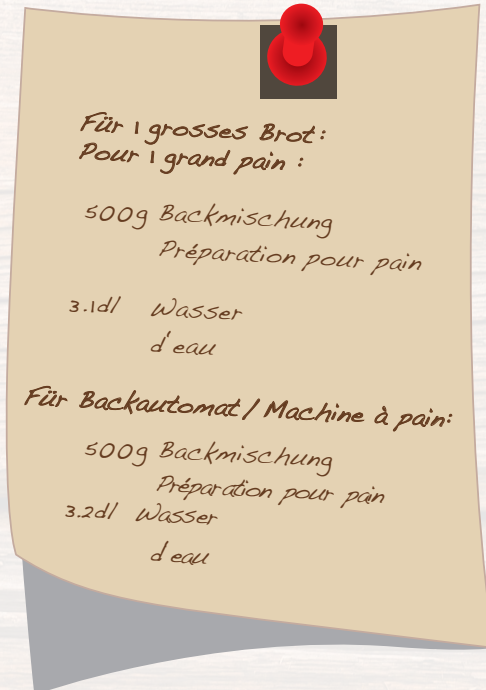 Für 1 grosses Brot:
Pour 1 grand pain :
500g Backmischung
Préparation pour pain
3.1dl Wasser
d'eau
Für Backautomat/Machine à pain:
500g Backmischung
Préparation pour pain
3.2dl Wasser
d eau